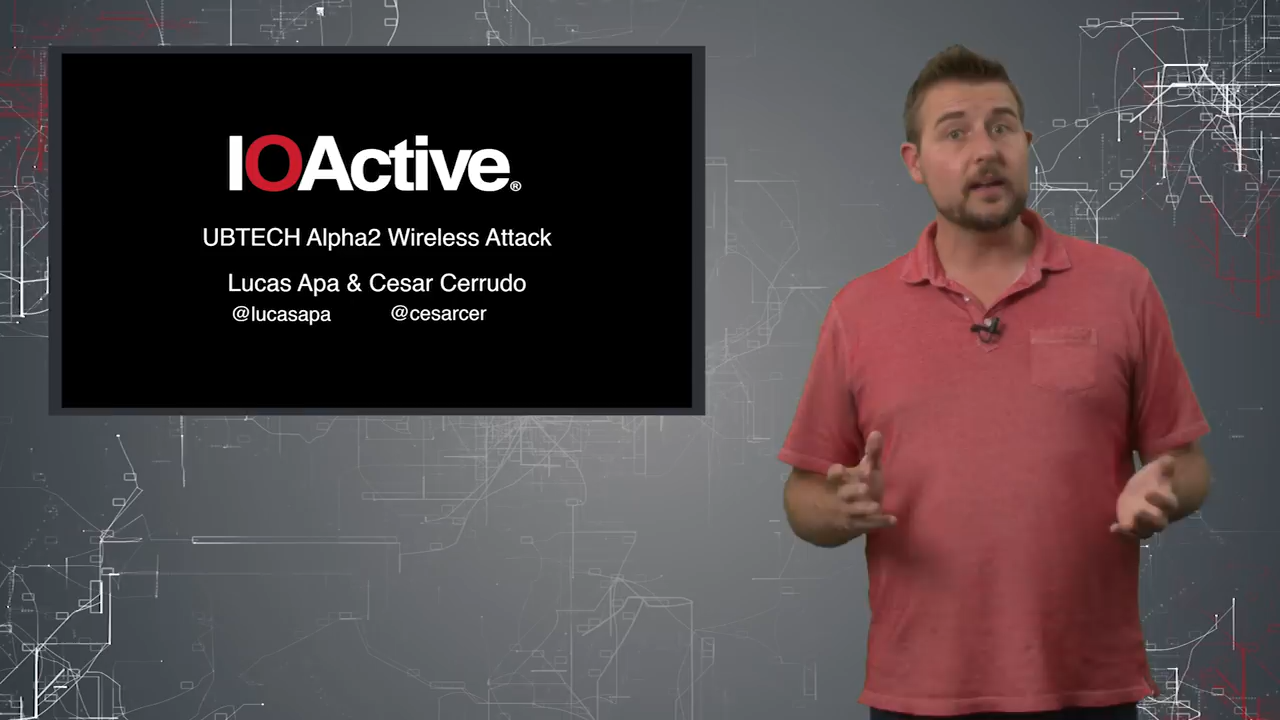 IOActive®
UBTECH Alpha2 Wireless Attack
Lucas Apa & Cesar Cerrudo
@lucasapa @cesarcer